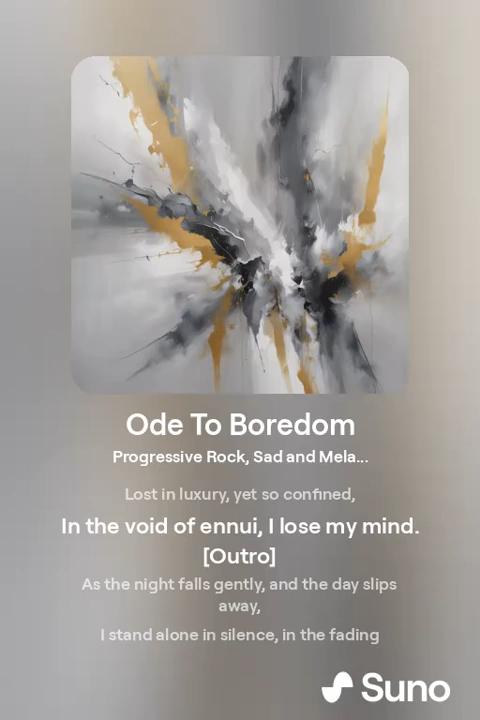 Ode To Boredom
Progressive Rock, Sad and Mela...
Lost in luxury, yet so confined,
In the void of ennui, I lose my mind.
[Outro]
As the night falls gently, and the day slips
away,
I stand alone in silence, in the fading
Suno